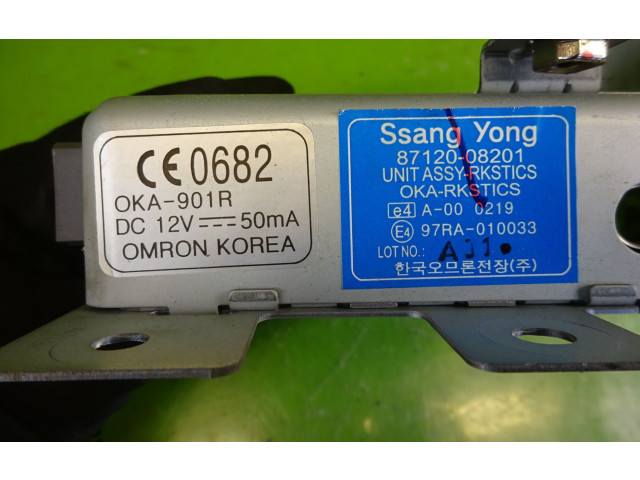 CE 0682
OKA-901R
DC 12V ⎓ 50mA
OMRON KOREA
Ssang Yong
87120-08201
UNIT ASSY-RKSTICS
OKA-RKSTICS
e4 A-00 0219
E4 97RA-010033
LOT NO.:
한국오므론전장(주)